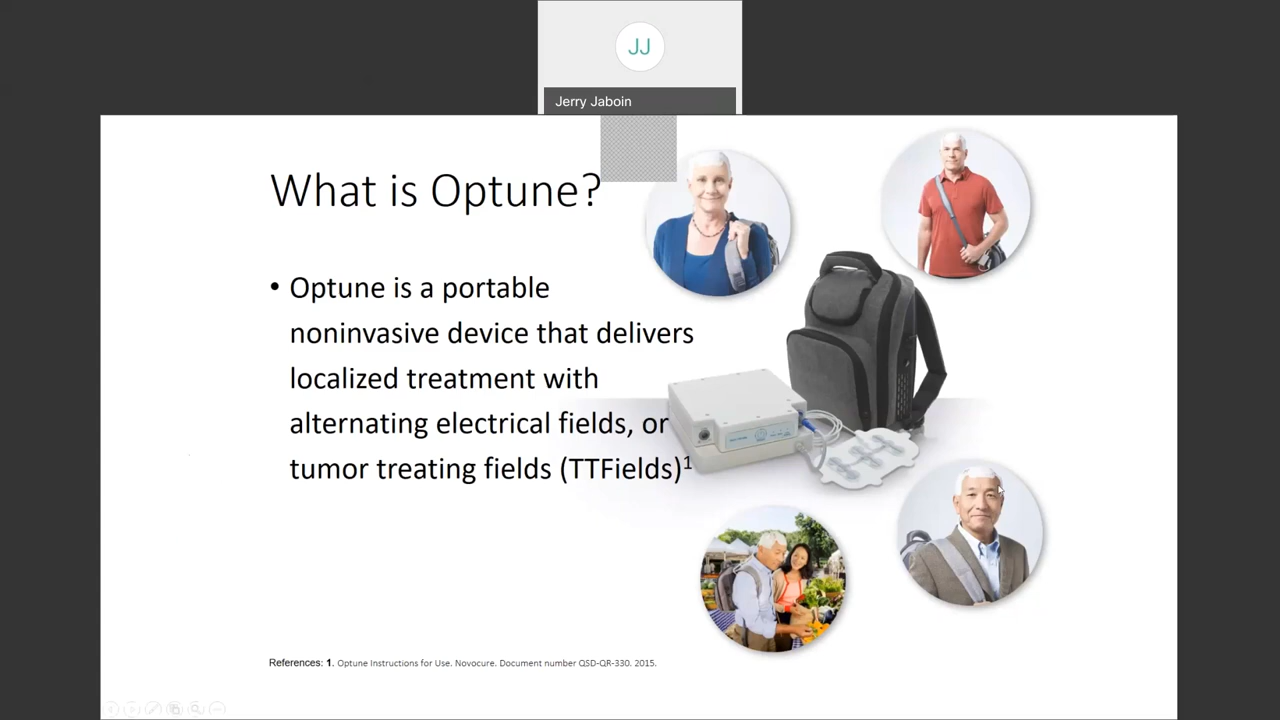 JJ
Jerry Jaboin
What is Optune?
• Optune is a portable
noninvasive device that delivers
localized treatment with
alternating electrical fields, or
tumor treating fields (TTFields)¹
References: 1. Optune Instructions for Use. Novocure. Document number QSD-QR-330. 2015.